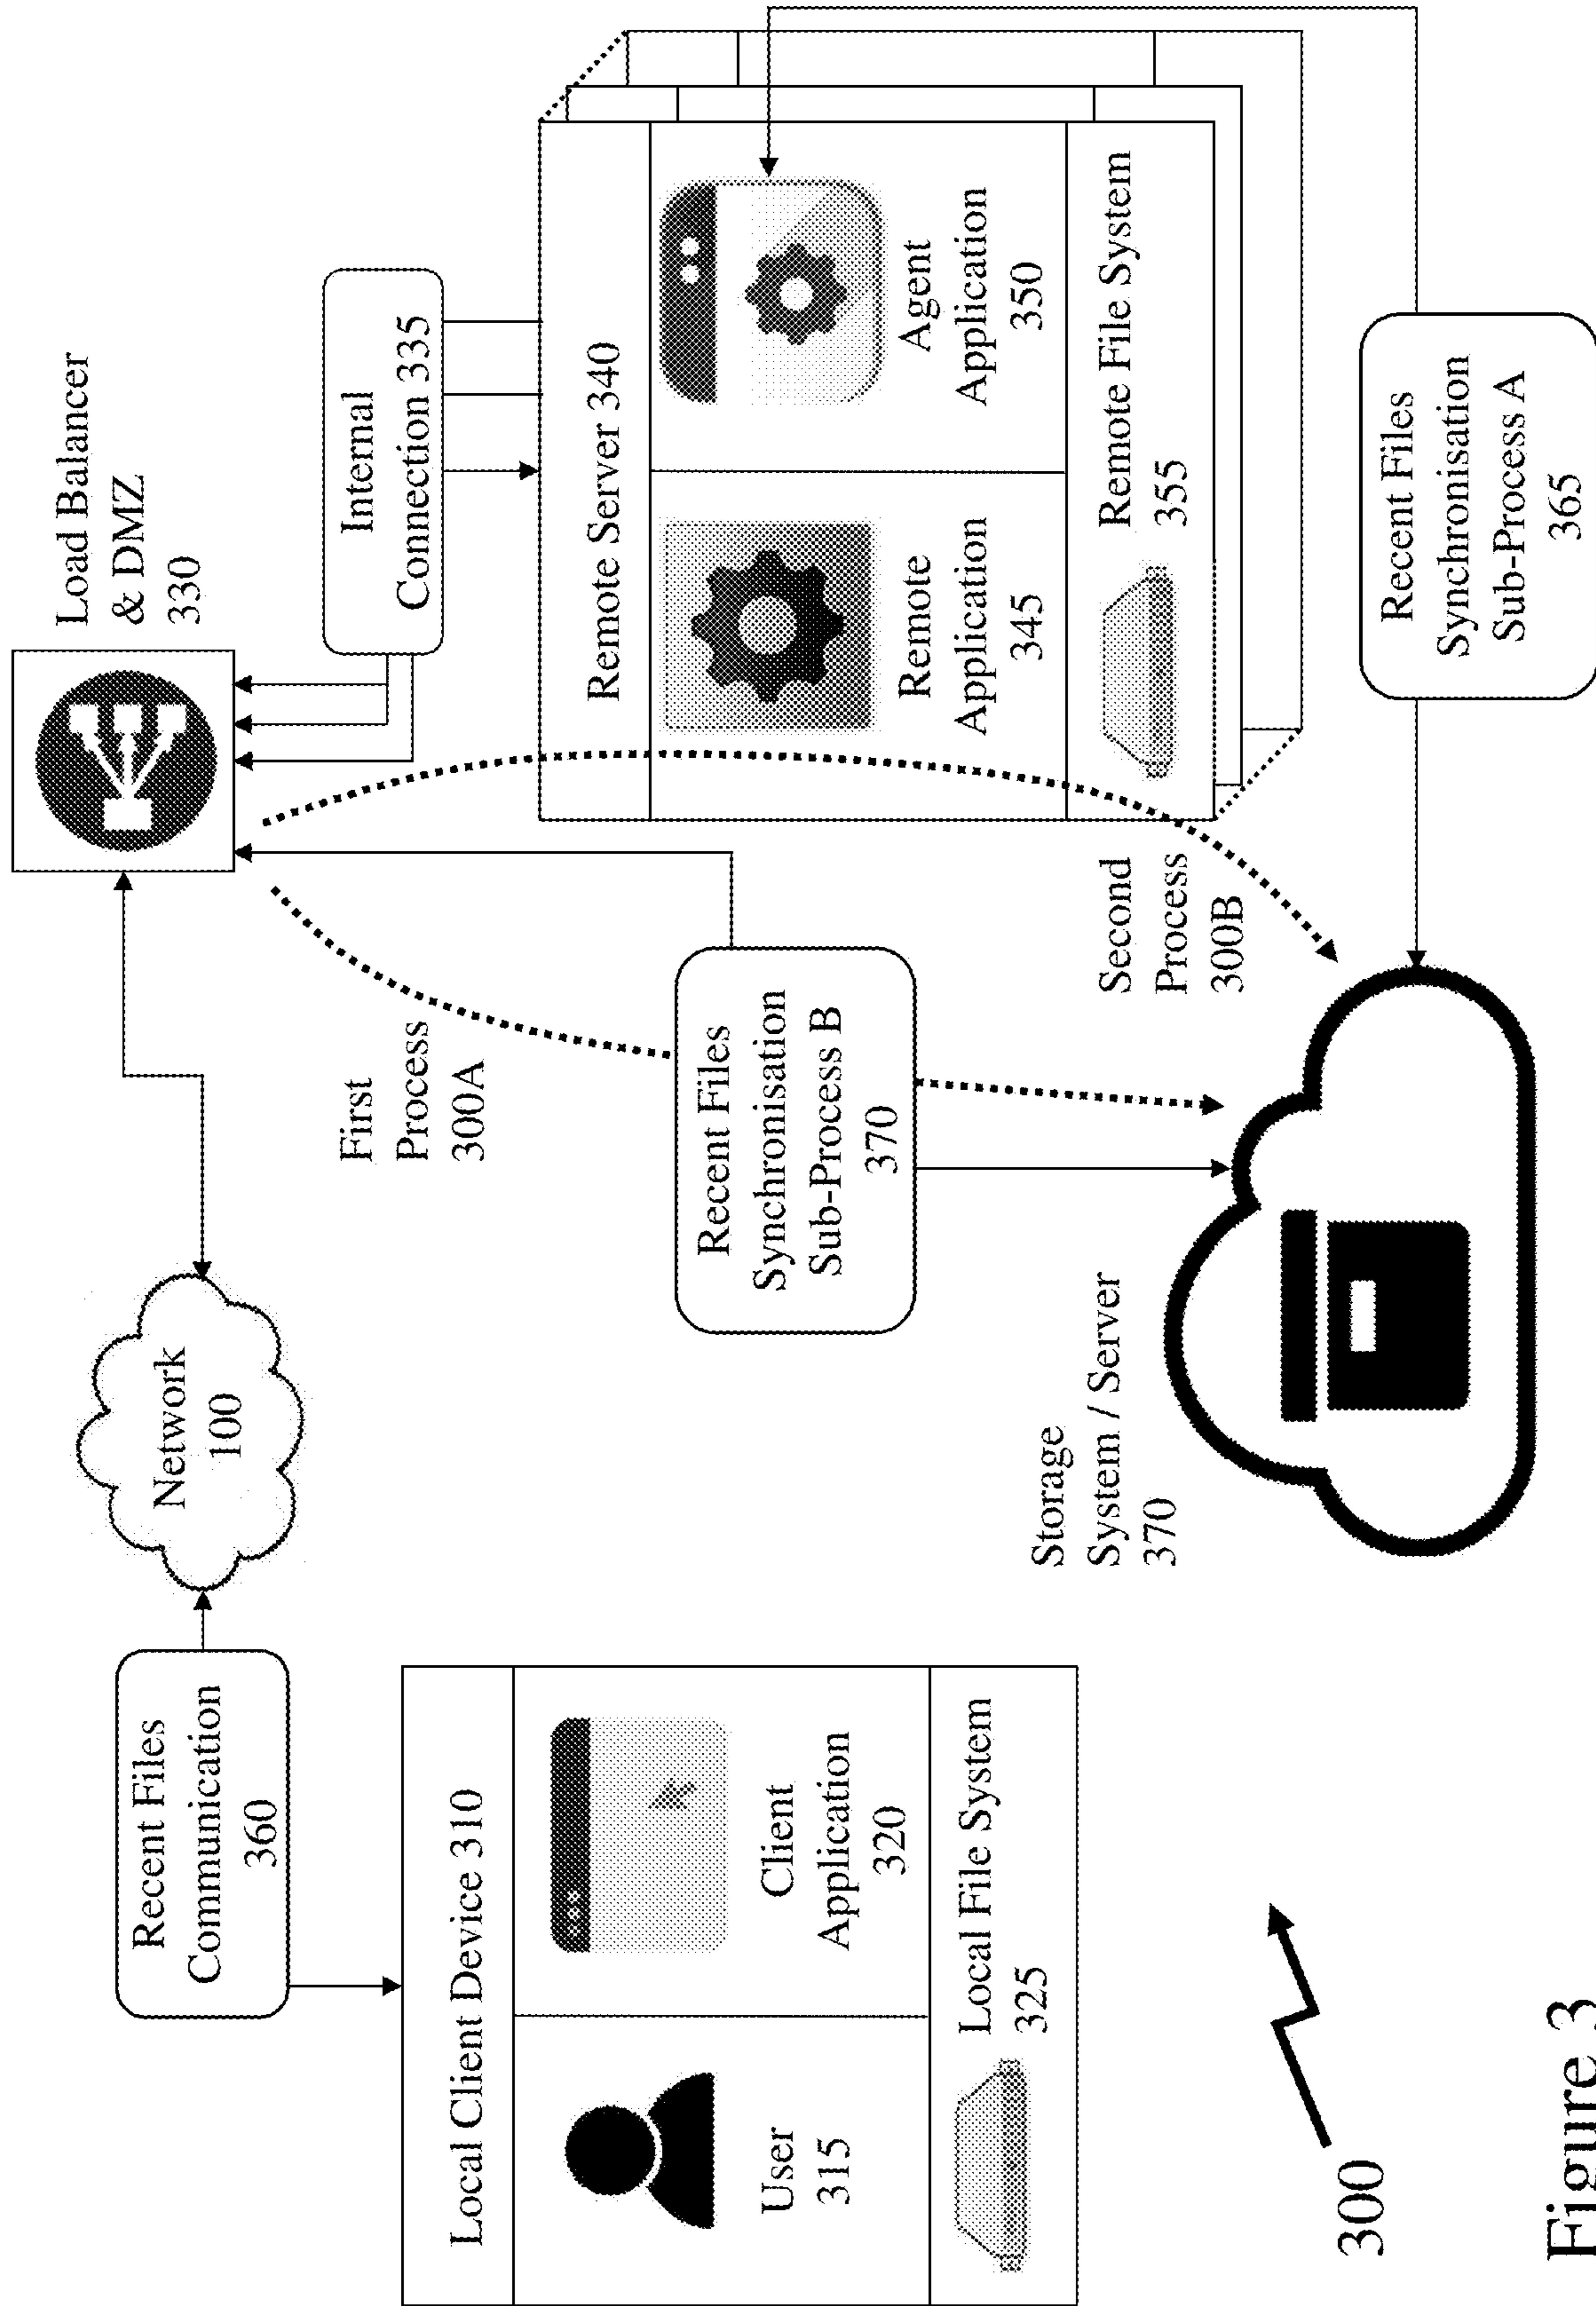 Recent Files
Communication
360
Network
100
Load Balancer
& DMZ
330
Local Client Device 310
User
315
Client
Application
320
Local File System
325
First
Process
300A
Internal
Connection 335
Recent Files
Synchronisation
Sub-Process B
370
Remote Server 340
Remote
Application
345
Agent
Application
350
Remote File System
355
Second
Process
300B
Storage
System / Server
370
Recent Files
Synchronisation
Sub-Process A
365
300
Figure 3